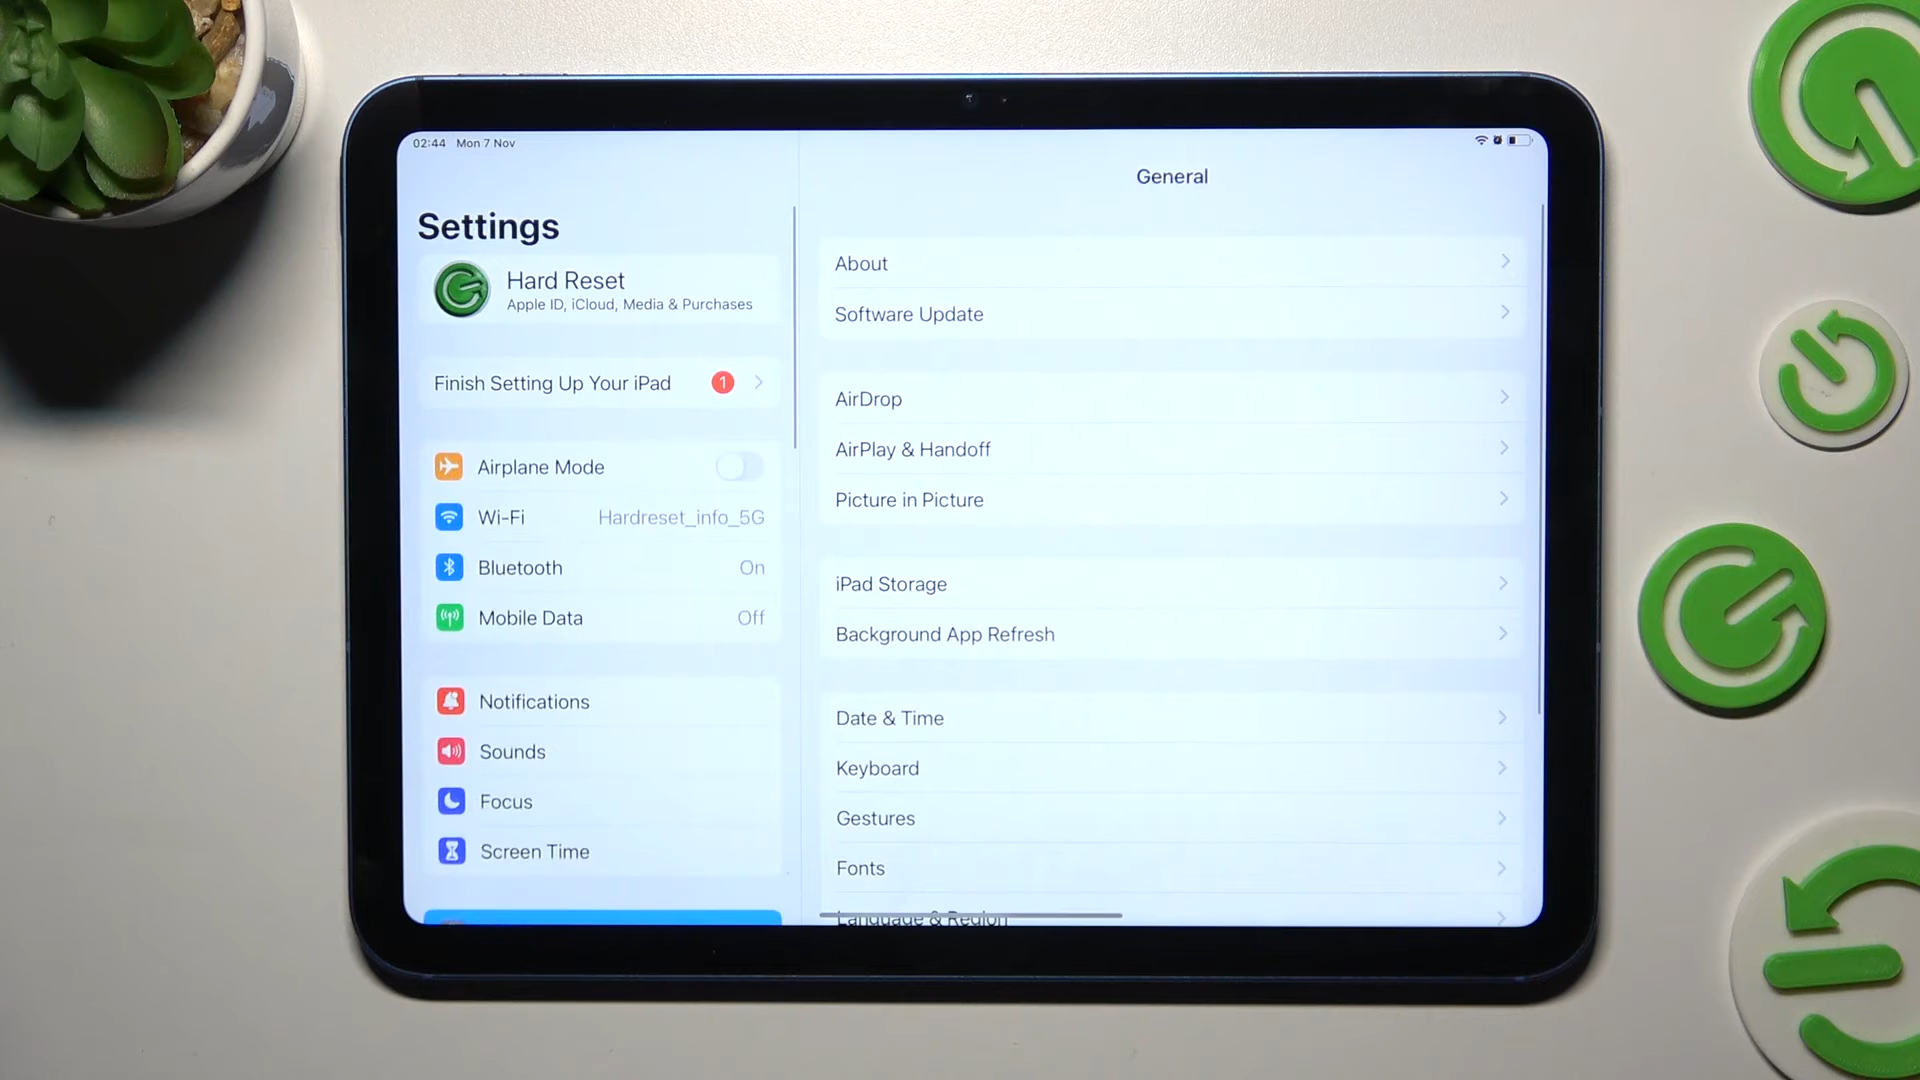 02:44 Mon 7 Nov
Settings
Hard Reset
Apple ID, iCloud, Media & Purchases
Finish Setting Up Your iPad 1
Airplane Mode
Wi-Fi Hardreset_info_5G
Bluetooth On
Mobile Data Off
Notifications
Sounds
Focus
Screen Time
General
About
Software Update
AirDrop
AirPlay & Handoff
Picture in Picture
iPad Storage
Background App Refresh
Date & Time
Keyboard
Gestures
Fonts
Language & Region